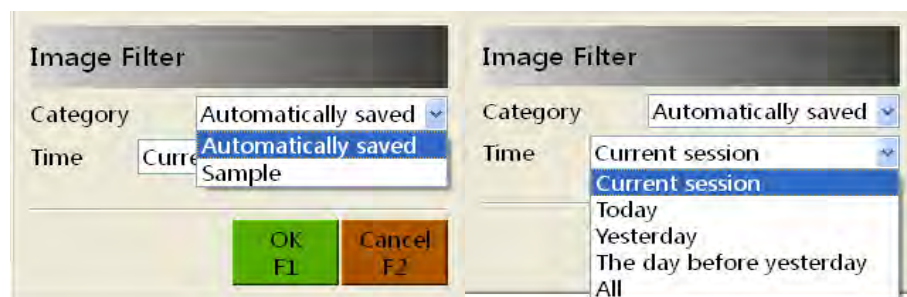 Image Filter
Category Automatically saved
Automatically saved
Time Curre
Sample
OK
F1
Cancel
F2
Image Filter
Category Automatically saved
Time Current session
Current session
Today
Yesterday
The day before yesterday
All